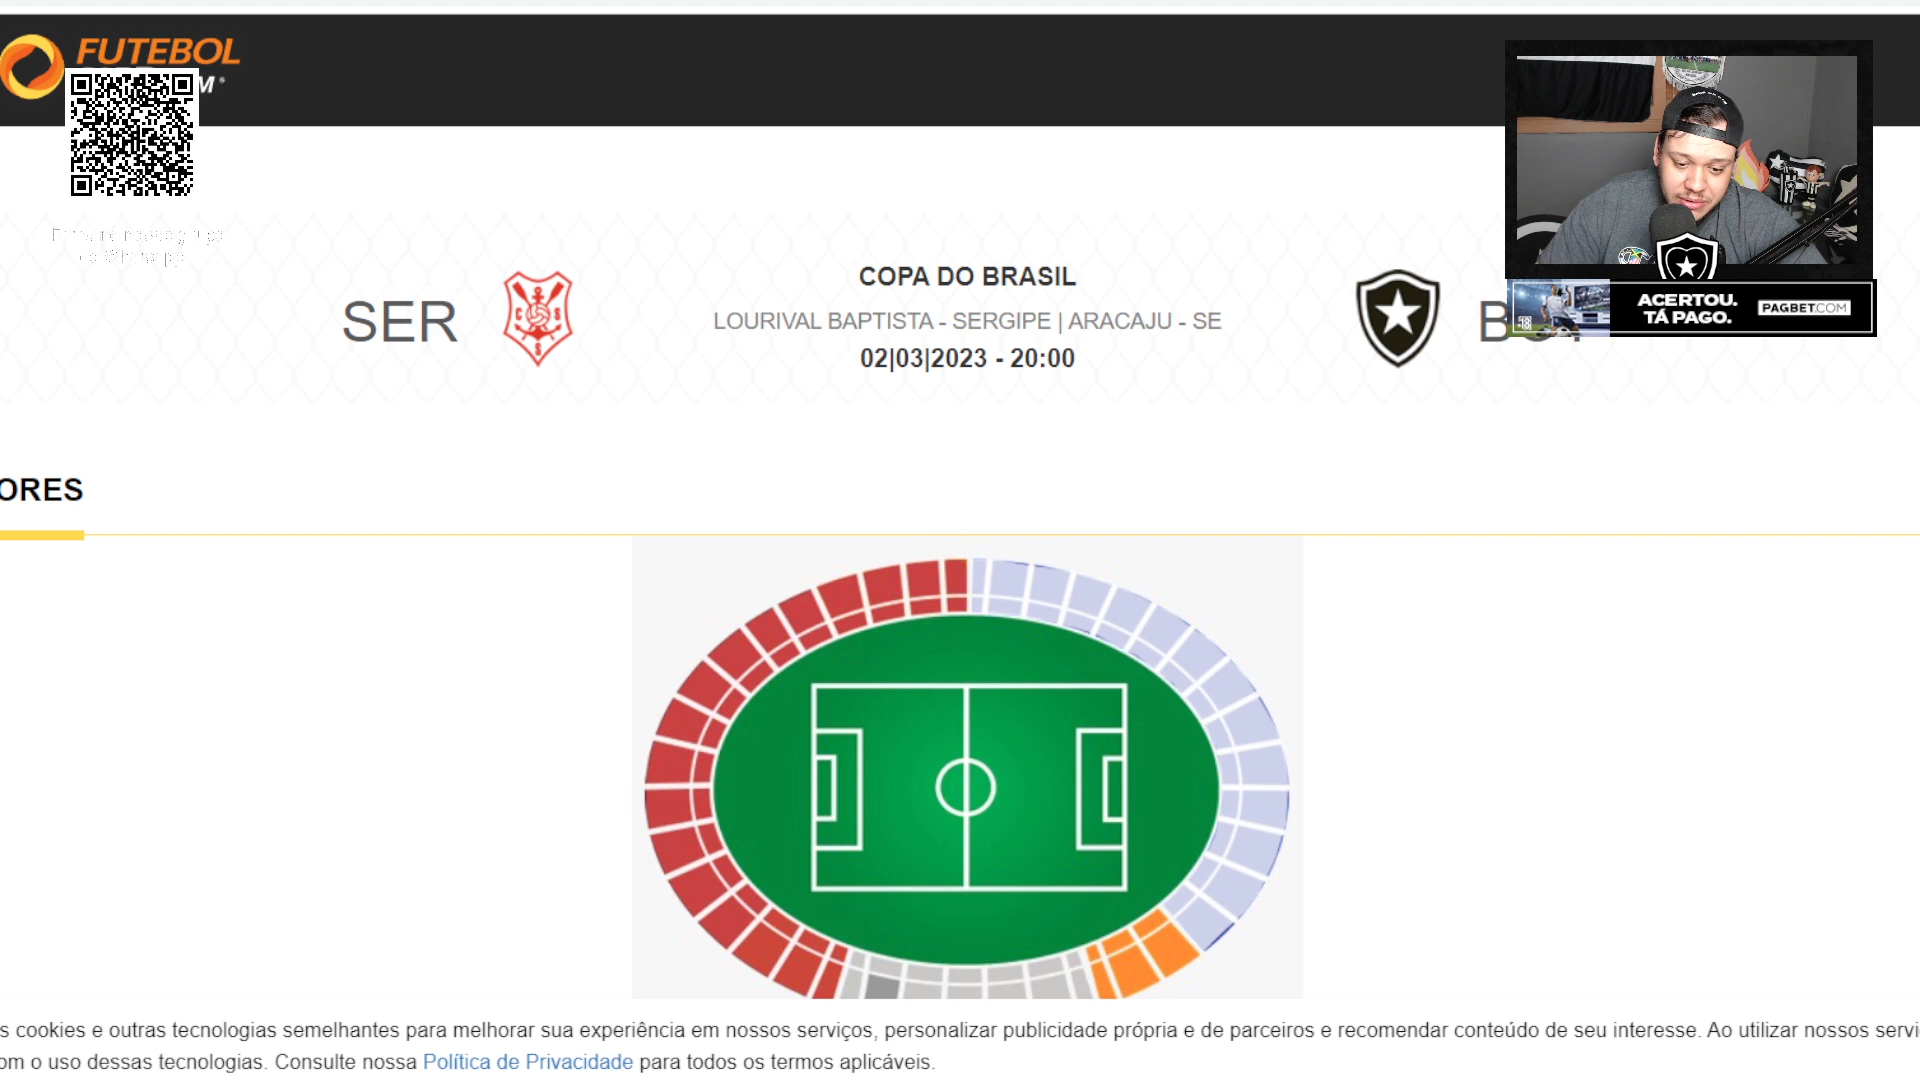 FUTEBOL
M
SER
C S
S
COPA DO BRASIL
LOURIVAL BAPTISTA - SERGIPE | ARACAJU - SE
02|03|2023 - 20:00
ACERTOU.
TÁ PAGO.
PAGBET.COM
+18
ORES
s cookies e outras tecnologias semelhantes para melhorar sua experiência em nossos serviços, personalizar publicidade própria e de parceiros e recomendar conteúdo de seu interesse. Ao utilizar nossos servi
om o uso dessas tecnologias. Consulte nossa Política de Privacidade para todos os termos aplicáveis.